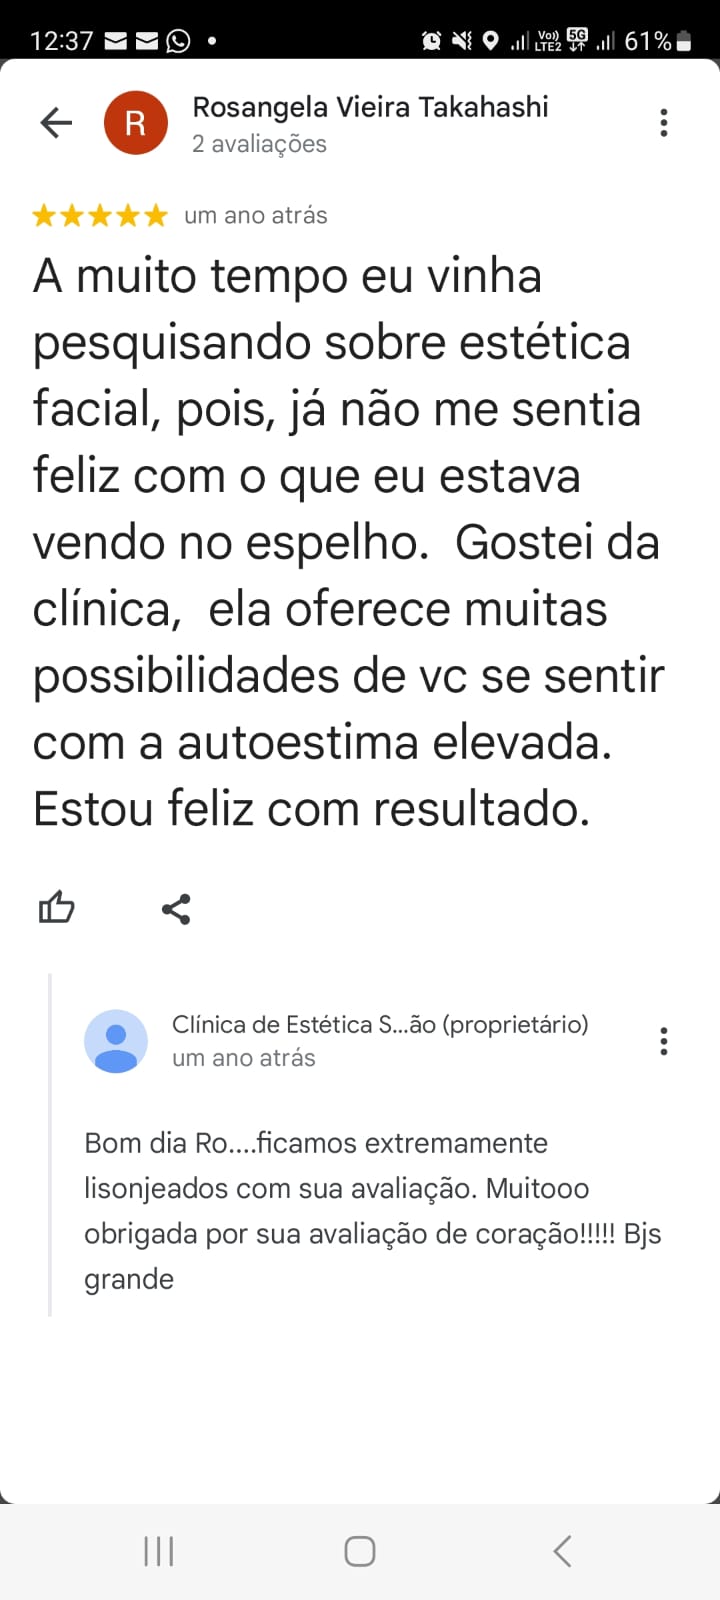 12:37
Vo)) LTE2 5G 61%
R
Rosangela Vieira Takahashi
2 avaliações
um ano atrás
A muito tempo eu vinha
pesquisando sobre estética
facial, pois, já não me sentia
feliz com o que eu estava
vendo no espelho.  Gostei da
clínica,  ela oferece muitas
possibilidades de vc se sentir
com a autoestima elevada.
Estou feliz com resultado.
Clínica de Estética S...ão (proprietário)
um ano atrás
Bom dia Ro....ficamos extremamente
lisonjeados com sua avaliação. Muitooo
obrigada por sua avaliação de coração!!!!! Bjs
grande